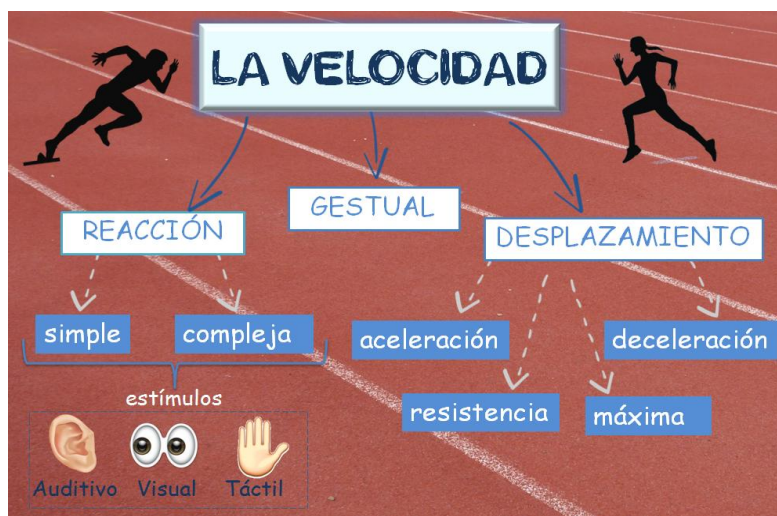 LA VELOCIDAD
REACCIÓN
GESTUAL
DESPLAZAMIENTO
simple
compleja
aceleración
deceleración
resistencia
máxima
estímulos
Auditivo
Visual
Táctil